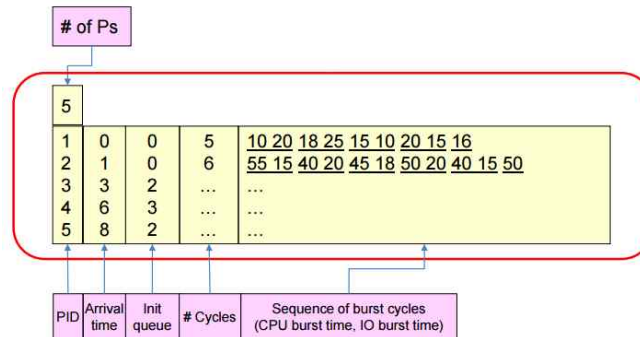 # of Ps
5
1 0 0 5 10 20 18 25 15 10 20 15 16
2 1 0 6 55 15 40 20 45 18 50 20 40 15 50
3 3 2 ... ...
4 6 3 ... ...
5 8 2 ... ...
PID Arrival time Init queue # Cycles Sequence of burst cycles (CPU burst time, IO burst time)